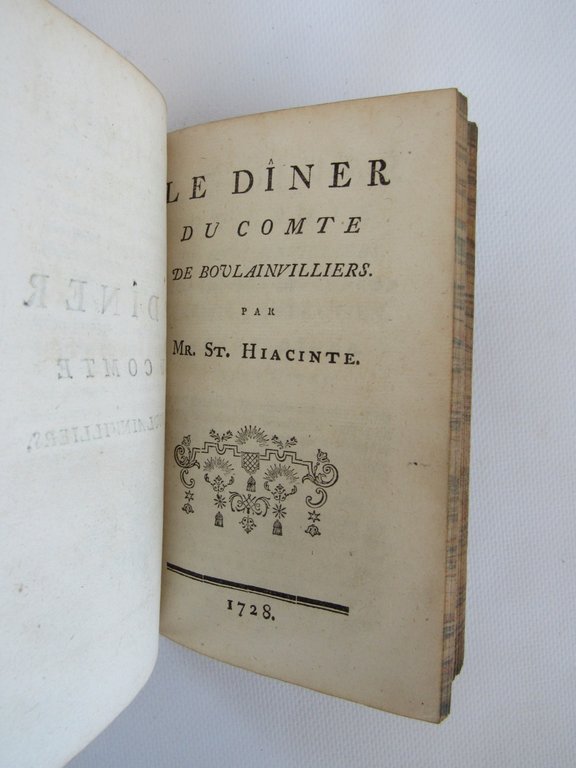 LE DÎNER
DU COMTE
DE BOULAINVILLIERS.
PAR
MR. ST. HIACINTE.
1728.